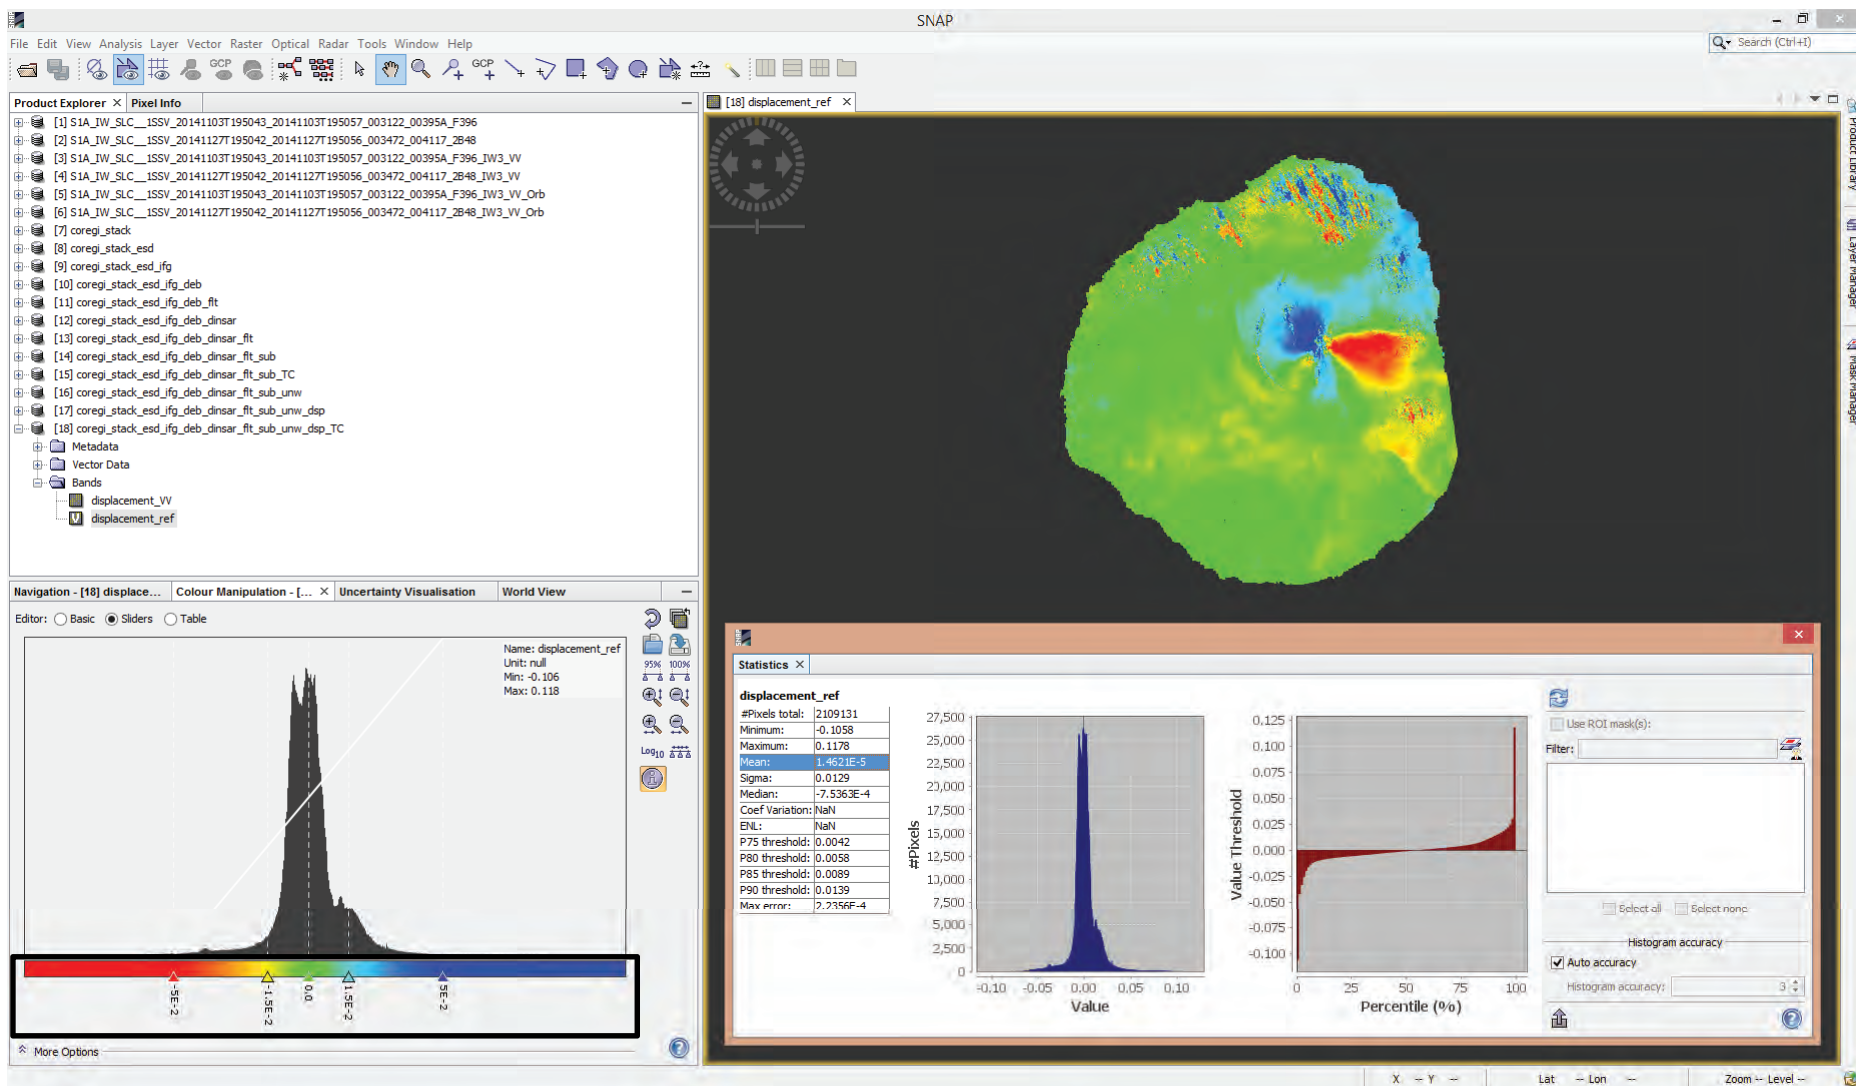 SNAP
File Edit View Analysis Layer Vector Raster Optical Radar Tools Window Help
Search (Ctrl+I)
GCP
GCP
Product Explorer Pixel Info
[1] S1A_IW_SLC__1SSV_20141103T195043_20141103T195057_003122_00395A_F396
[2] S1A_IW_SLC__1SSV_20141127T195042_20141127T195056_003472_004117_2B48
[3] S1A_IW_SLC__1SSV_20141103T195043_20141103T195057_003122_00395A_F396_IW3_VV
[4] S1A_IW_SLC__1SSV_20141127T195042_20141127T195056_003472_004117_2B48_IW3_VV
[5] S1A_IW_SLC__1SSV_20141103T195043_20141103T195057_003122_00395A_F396_IW3_VV_Orb
[6] S1A_IW_SLC__1SSV_20141127T195042_20141127T195056_003472_004117_2B48_IW3_VV_Orb
[7] coregi_stack
[8] coregi_stack_esd
[9] coregi_stack_esd_ifg
[10] coregi_stack_esd_ifg_deb
[11] coregi_stack_esd_ifg_deb_flt
[12] coregi_stack_esd_ifg_deb_dinsar
[13] coregi_stack_esd_ifg_deb_dinsar_flt
[14] coregi_stack_esd_ifg_deb_dinsar_flt_sub
[15] coregi_stack_esd_ifg_deb_dinsar_flt_sub_TC
[16] coregi_stack_esd_ifg_deb_dinsar_flt_sub_unw
[17] coregi_stack_esd_ifg_deb_dinsar_flt_sub_unw_dsp
[18] coregi_stack_esd_ifg_deb_dinsar_flt_sub_unw_dsp_TC
Metadata
Vector Data
Bands
displacement_VV
displacement_ref
[18] displacement_ref
Product Library
Layer Manager
Mask Manager
Navigation - [18] displace... Colour Manipulation - [... Uncertainty Visualisation World View
Editor: Basic Sliders Table
Name: displacement_ref
Unit: null
Min: -0.106
Max: 0.118
95% 100%
Log10
-5E-2
-1.5E-2
0.0
1.5E-2
5E-2
More Options
Statistics
displacement_ref
#Pixels total: 2109131
Minimum: -0.1058
Maximum: 0.1178
Mean: 1.4621E-5
Sigma: 0.0129
Median: -7.5363E-4
Coef Variation: NaN
ENL: NaN
P75 threshold: 0.0042
P80 threshold: 0.0058
P85 threshold: 0.0089
P90 threshold: 0.0139
Max error: 2.2356E-4
#Pixels
27,500
25,000
22,500
20,000
17,500
15,000
12,500
10,000
7,500
5,000
2,500
0
-0.10 -0.05 0.00 0.05 0.10
Value
Value Threshold
0.125
0.100
0.075
0.050
0.025
0.000
-0.025
-0.050
-0.075
-0.100
0 25 50 75 100
Percentile (%)
Use ROI mask(s):
Filter:
Select all Select none
Histogram accuracy
Auto accuracy
Histogram accuracy: 3
X -- Y -- Lat -- Lon -- Zoom -- Level --